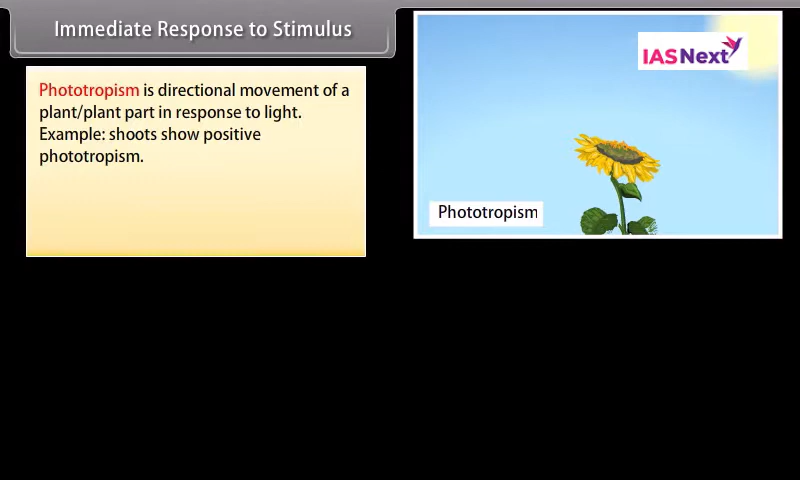 Immediate Response to Stimulus
Phototropism is directional movement of a
plant/plant part in response to light.
Example: shoots show positive
phototropism.
IASNext
Phototropism